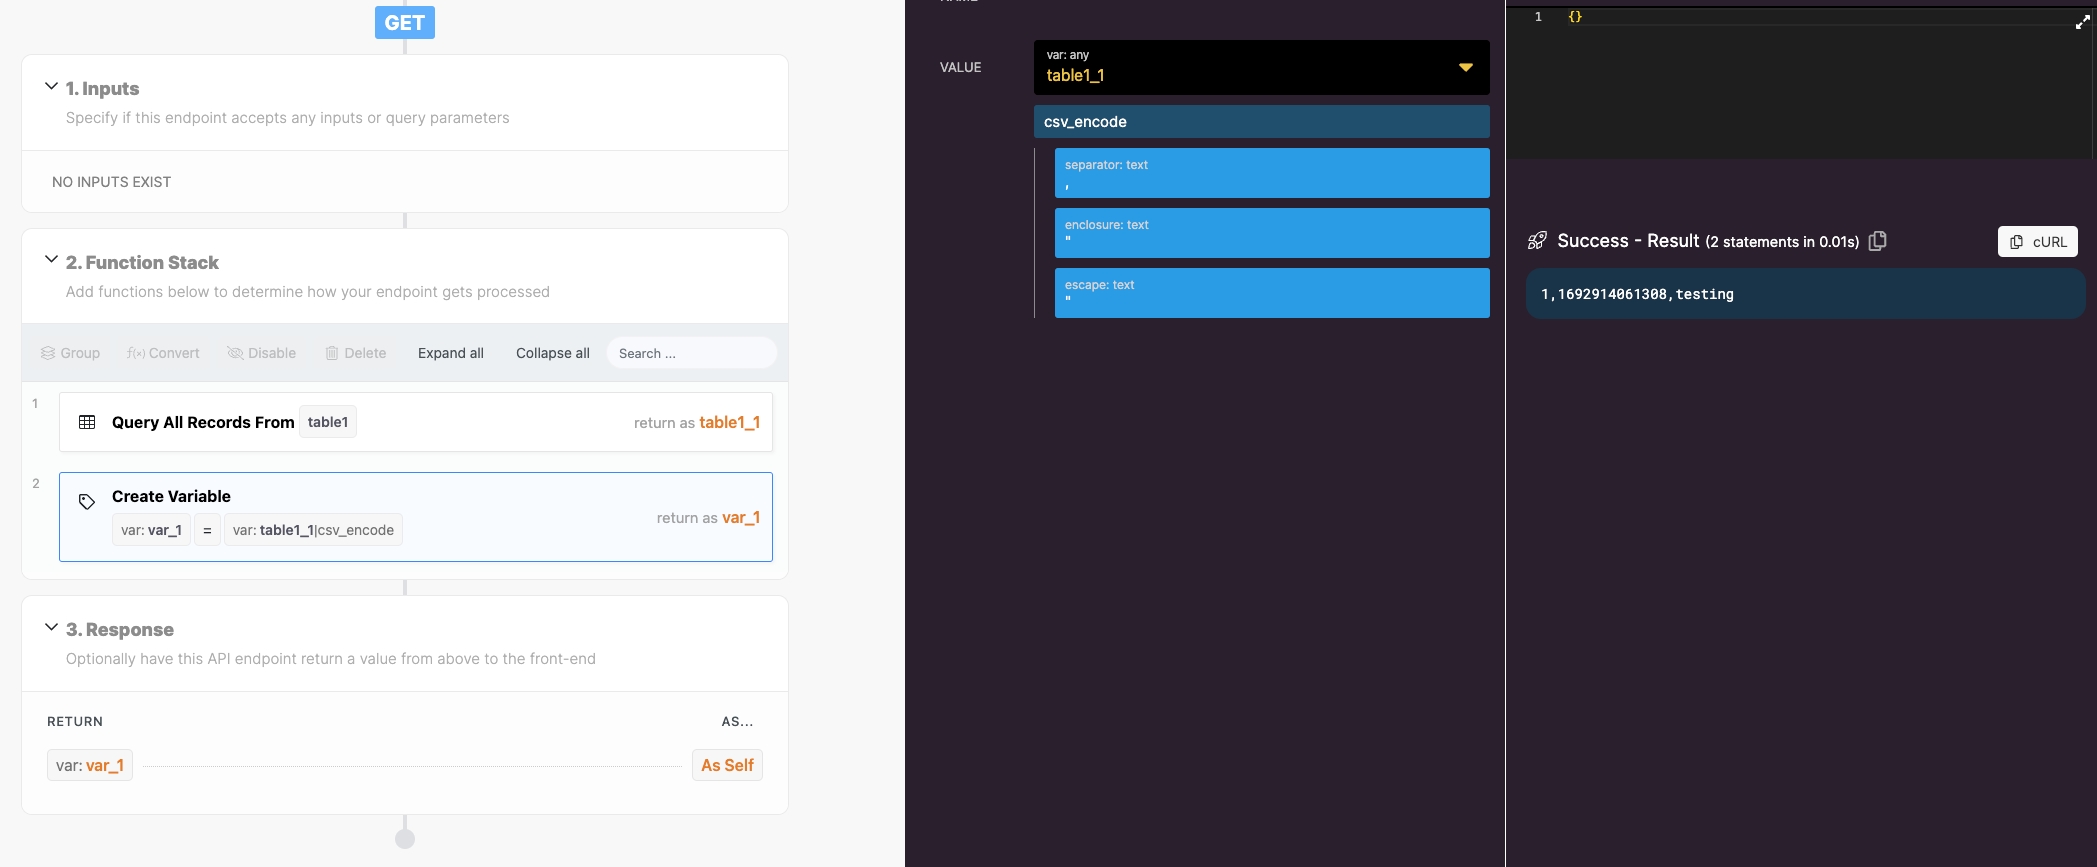 GET
1. Inputs
Specify if this endpoint accepts any inputs or query parameters
NO INPUTS EXIST
2. Function Stack
Add functions below to determine how your endpoint gets processed
Group f(x) Convert Disable Delete Expand all Collapse all Search ...
1
Query All Records From table1 return as table1_1
2
Create Variable
var: var_1 = var: table1_1|csv_encode return as var_1
3. Response
Optionally have this API endpoint return a value from above to the front-end
RETURN AS...
var: var_1 As Self
VALUE
var: any
table1_1
csv_encode
separator: text
,
enclosure: text
"
escape: text
"
1 {}
Success - Result (2 statements in 0.01s) cURL
1,1692914061308,testing